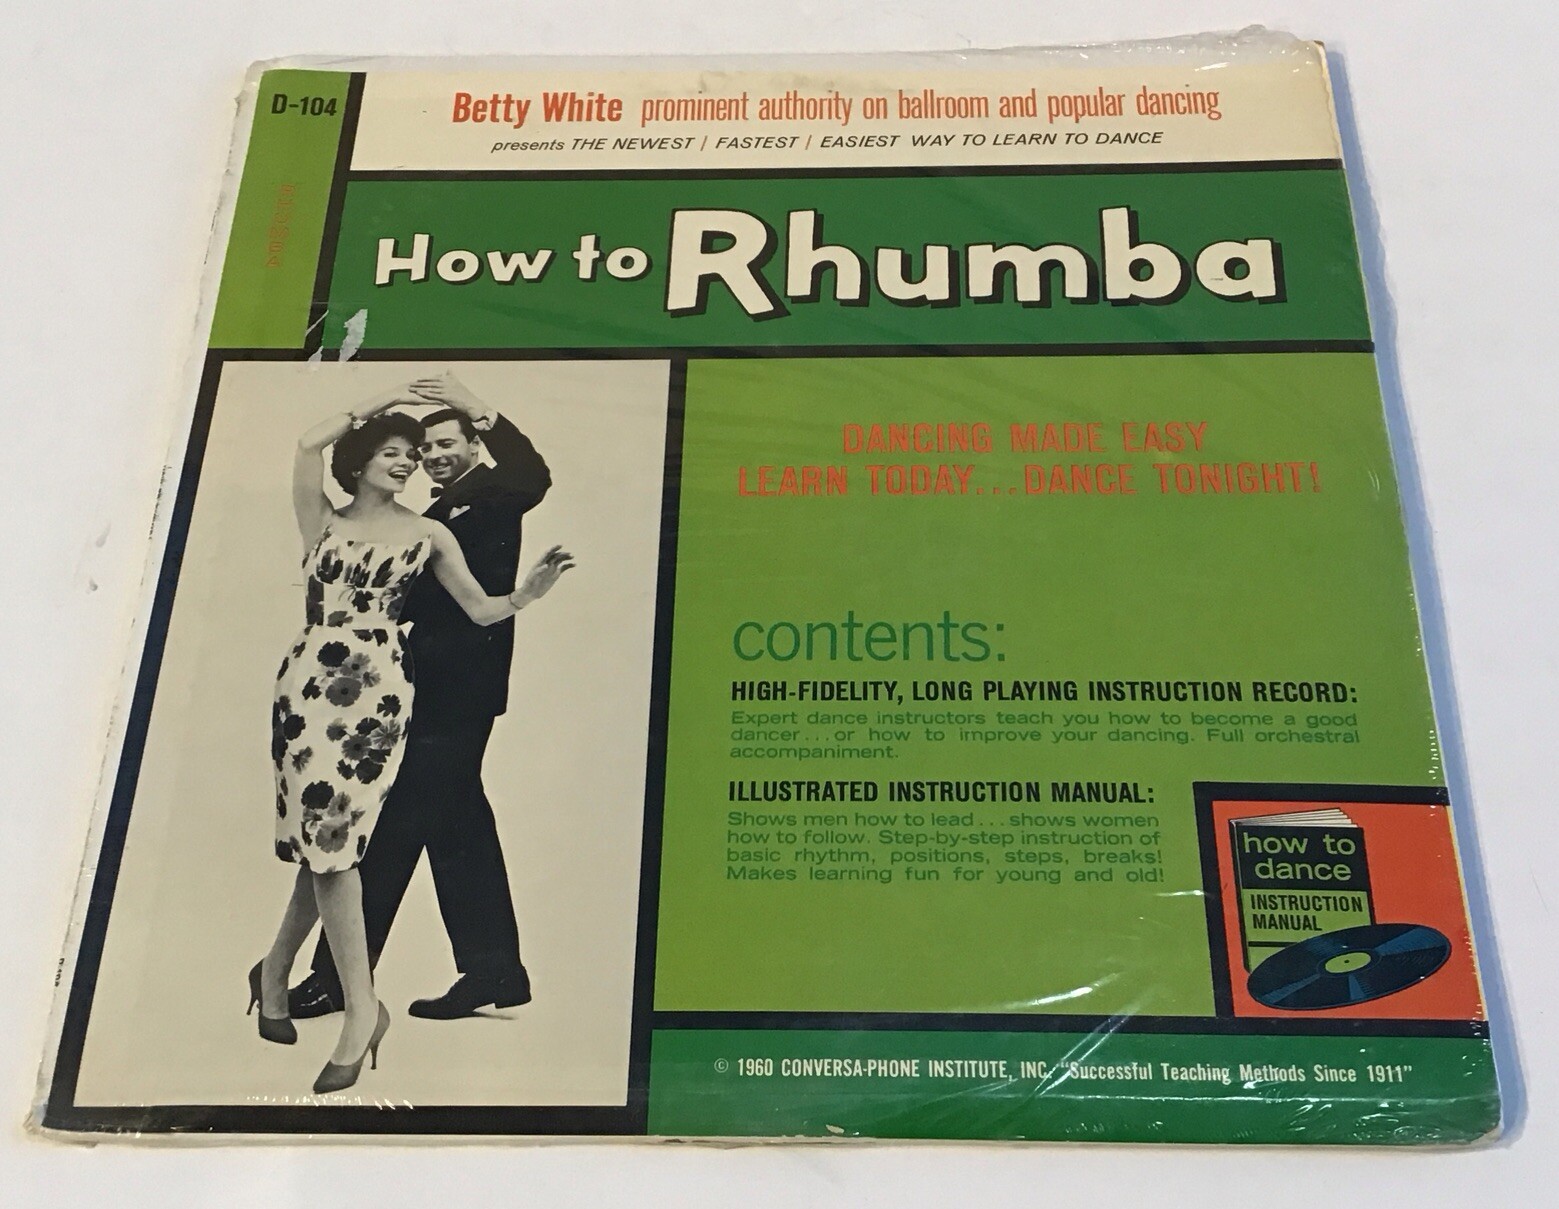 D-104
Betty White prominent authority on ballroom and popular dancing
presents THE NEWEST / FASTEST / EASIEST WAY TO LEARN TO DANCE
How to Rhumba
DANCING MADE EASY
LEARN TODAY...DANCE TONIGHT!
contents:
HIGH-FIDELITY, LONG PLAYING INSTRUCTION RECORD:
Expert dance instructors teach you how to become a good
dancer...or how to improve your dancing. Full orchestral
accompaniment.
ILLUSTRATED INSTRUCTION MANUAL:
Shows men how to lead...shows women
how to follow. Step-by-step instruction of
basic rhythm, positions, steps, breaks!
Makes learning fun for young and old!
how to
dance
INSTRUCTION
MANUAL
© 1960 CONVERSA-PHONE INSTITUTE, INC. "Successful Teaching Methods Since 1911"